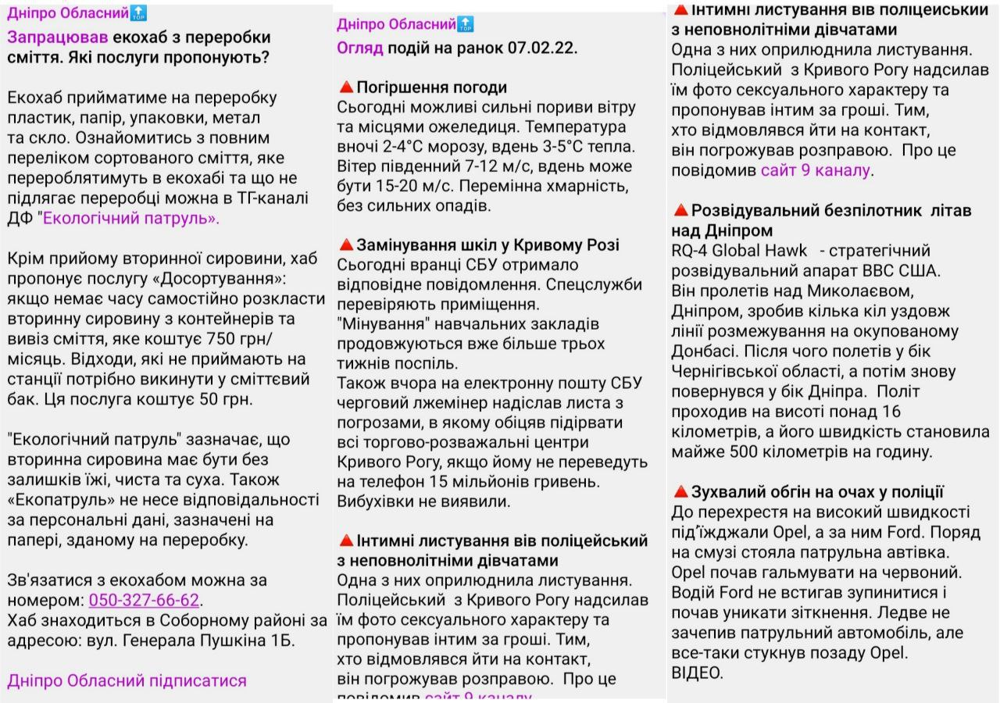 Дніпро Обласний🔝
Запрацював екохаб з переробки
сміття. Які послуги пропонують?
Екохаб прийматиме на переробку
пластик, папір, упаковки, метал
та скло. Ознайомитись з повним
переліком сортованого сміття, яке
перероблятимуть в екохабі та що не
підлягає переробці можна в ТГ-каналі
ДФ "Екологічний патруль».
Крім прийому вторинної сировини, хаб
пропонує послугу «Досортування»:
якщо немає часу самостійно розкласти
вторинну сировину з контейнерів та
вивіз сміття, яке коштує 750 грн/
місяць. Відходи, які не приймають на
станції потрібно викинути у сміттєвий
бак. Ця послуга коштує 50 грн.
"Екологічний патруль" зазначає, що
вторинна сировина має бути без
залишків їжі, чиста та суха. Також
«Екопатруль» не несе відповідальності
за персональні дані, зазначені на
папері, зданому на переробку.
Зв'язатися з екохабом можна за
номером: 050-327-66-62.
Хаб знаходиться в Соборному районі за
адресою: вул. Генерала Пушкіна 1Б.
Дніпро Обласний підписатися
Дніпро Обласний🔝
Огляд подій на ранок 07.02.22.
🔺Погіршення погоди
Сьогодні можливі сильні пориви вітру
та місцями ожеледиця. Температура
вночі 2-4°С морозу, вдень 3-5°С тепла.
Вітер південний 7-12 м/с, вдень може
бути 15-20 м/с. Перемінна хмарність,
без сильних опадів.
🔺Замінування шкіл у Кривому Розі
Сьогодні вранці СБУ отримало
відповідне повідомлення. Спецслужби
перевіряють приміщення.
"Мінування" навчальних закладів
продовжуються вже більше трьох
тижнів поспіль.
Також вчора на електронну пошту СБУ
черговий лжемінер надіслав листа з
погрозами, в якому обіцяв підірвати
всі торгово-розважальні центри
Кривого Рогу, якщо йому не переведуть
на телефон 15 мільйонів гривень.
Вибухівки не виявили.
🔺Інтимні листування вів поліцейський
з неповнолітніми дівчатами
Одна з них оприлюднила листування.
Поліцейський з Кривого Рогу надсилав
їм фото сексуального характеру та
пропонував інтим за гроші. Тим,
хто відмовлявся йти на контакт,
він погрожував розправою. Про це
повідомив сайт 9 каналу
🔺Інтимні листування вів поліцейський
з неповнолітніми дівчатами
Одна з них оприлюднила листування.
Поліцейський з Кривого Рогу надсилав
їм фото сексуального характеру та
пропонував інтим за гроші. Тим,
хто відмовлявся йти на контакт,
він погрожував розправою. Про це
повідомив сайт 9 каналу.
🔺Розвідувальний безпілотник літав
над Дніпром
RQ-4 Global Hawk - стратегічний
розвідувальний апарат ВВС США.
Він пролетів над Миколаєвом,
Дніпром, зробив кілька кіл уздовж
лінії розмежування на окупованому
Донбасі. Після чого полетів у бік
Чернігівської області, а потім знову
повернувся у бік Дніпра. Політ
проходив на висоті понад 16
кілометрів, а його швидкість становила
майже 500 кілометрів на годину.
🔺Зухвалий обгін на очах у поліції
До перехрестя на високий швидкості
під’їжджали Opel, а за ним Ford. Поряд
на смузі стояла патрульна автівка.
Opel почав гальмувати на червоний.
Водій Ford не встигав зупинитися і
почав уникати зіткнення. Ледве не
зачепив патрульний автомобіль, але
все-таки стукнув позаду Opel.
ВІДЕО.